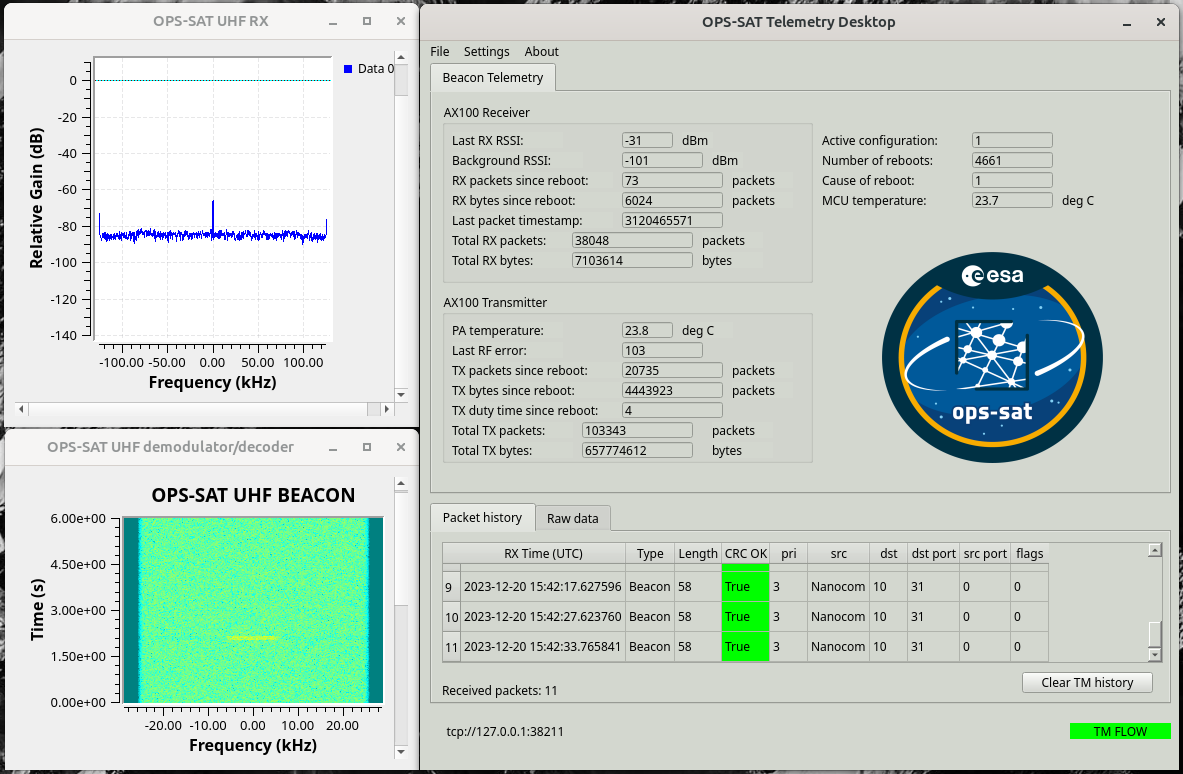 OPS-SAT UHF RX
Data 0
Relative Gain (dB)
0
-20
-40
-60
-80
-100
-120
-140
-100.00 -50.00 0.00 50.00 100.00
Frequency (kHz)
OPS-SAT UHF demodulator/decoder
OPS-SAT UHF BEACON
Time (s)
6.00e+00
4.50e+00
3.00e+00
1.50e+00
0.00e+00
-20.00 -10.00 0.00 10.00 20.00
Frequency (kHz)
OPS-SAT Telemetry Desktop
File Settings About
Beacon Telemetry
AX100 Receiver
Last RX RSSI: -31 dBm
Background RSSI: -101 dBm
RX packets since reboot: 73 packets
RX bytes since reboot: 6024 packets
Last packet timestamp: 3120465571
Total RX packets: 38048 packets
Total RX bytes: 7103614 bytes
Active configuration: 1
Number of reboots: 4661
Cause of reboot: 1
MCU temperature: 23.7 deg C
AX100 Transmitter
PA temperature: 23.8 deg C
Last RF error: 103
TX packets since reboot: 20735 packets
TX bytes since reboot: 4443923 packets
TX duty time since reboot: 4
Total TX packets: 103343 packets
Total TX bytes: 657774612 bytes
esa
ops-sat
Packet history Raw data
RX Time (UTC) Type Length CRC OK pri src dst dst port src port flags
9 2023-12-20 15:42:17.627596 Beacon 58 True 3 Nanocom 10 31 0 0
10 2023-12-20 15:42:27.623760 Beacon 58 True 3 Nanocom 10 31 0 0
11 2023-12-20 15:42:33.765841 Beacon 58 True 3 Nanocom 10 31 0 0
Received packets: 11
Clear TM history
tcp://127.0.0.1:38211
TM FLOW